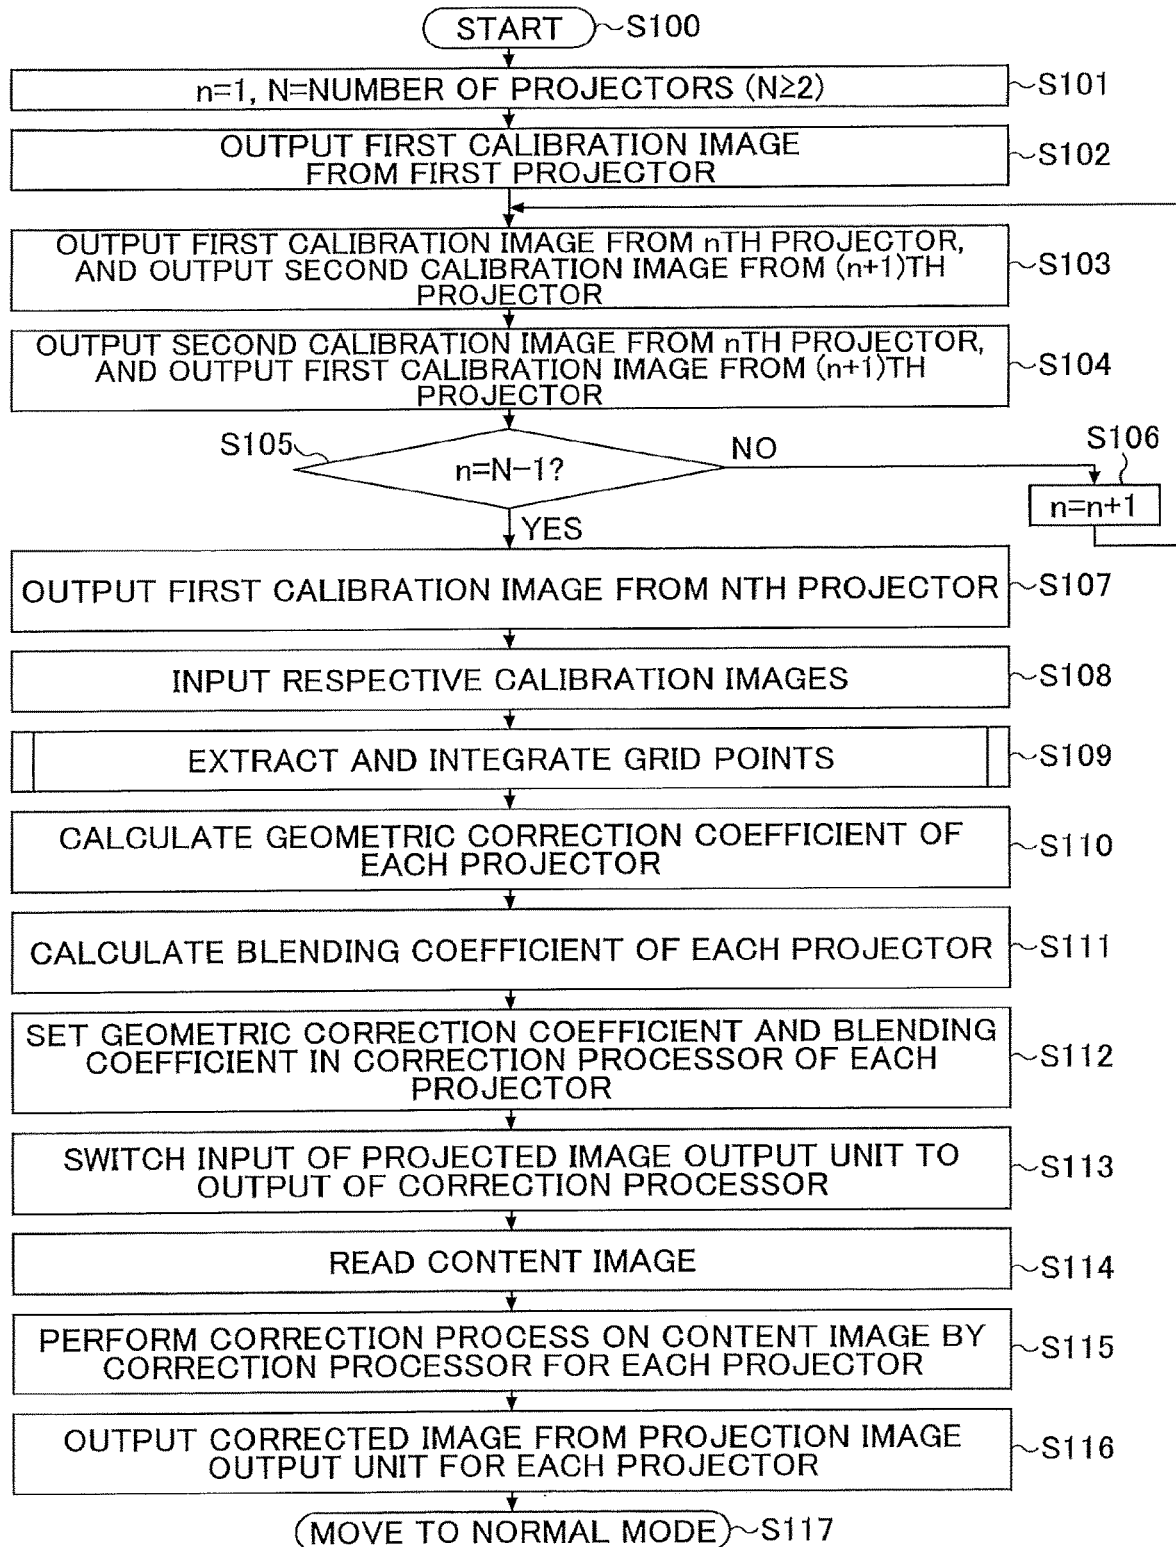 START
S100
n=1, N=NUMBER OF PROJECTORS (N≥2)
S101
OUTPUT FIRST CALIBRATION IMAGE
FROM FIRST PROJECTOR
S102
OUTPUT FIRST CALIBRATION IMAGE FROM nTH PROJECTOR,
AND OUTPUT SECOND CALIBRATION IMAGE FROM (n+1)TH
PROJECTOR
S103
OUTPUT SECOND CALIBRATION IMAGE FROM nTH PROJECTOR,
AND OUTPUT FIRST CALIBRATION IMAGE FROM (n+1)TH
PROJECTOR
S104
S105
n=N-1?
NO
S106
n=n+1
YES
OUTPUT FIRST CALIBRATION IMAGE FROM NTH PROJECTOR
S107
INPUT RESPECTIVE CALIBRATION IMAGES
S108
EXTRACT AND INTEGRATE GRID POINTS
S109
CALCULATE GEOMETRIC CORRECTION COEFFICIENT OF
EACH PROJECTOR
S110
CALCULATE BLENDING COEFFICIENT OF EACH PROJECTOR
S111
SET GEOMETRIC CORRECTION COEFFICIENT AND BLENDING
COEFFICIENT IN CORRECTION PROCESSOR OF EACH
PROJECTOR
S112
SWITCH INPUT OF PROJECTED IMAGE OUTPUT UNIT TO
OUTPUT OF CORRECTION PROCESSOR
S113
READ CONTENT IMAGE
S114
PERFORM CORRECTION PROCESS ON CONTENT IMAGE BY
CORRECTION PROCESSOR FOR EACH PROJECTOR
S115
OUTPUT CORRECTED IMAGE FROM PROJECTION IMAGE
OUTPUT UNIT FOR EACH PROJECTOR
S116
MOVE TO NORMAL MODE
S117